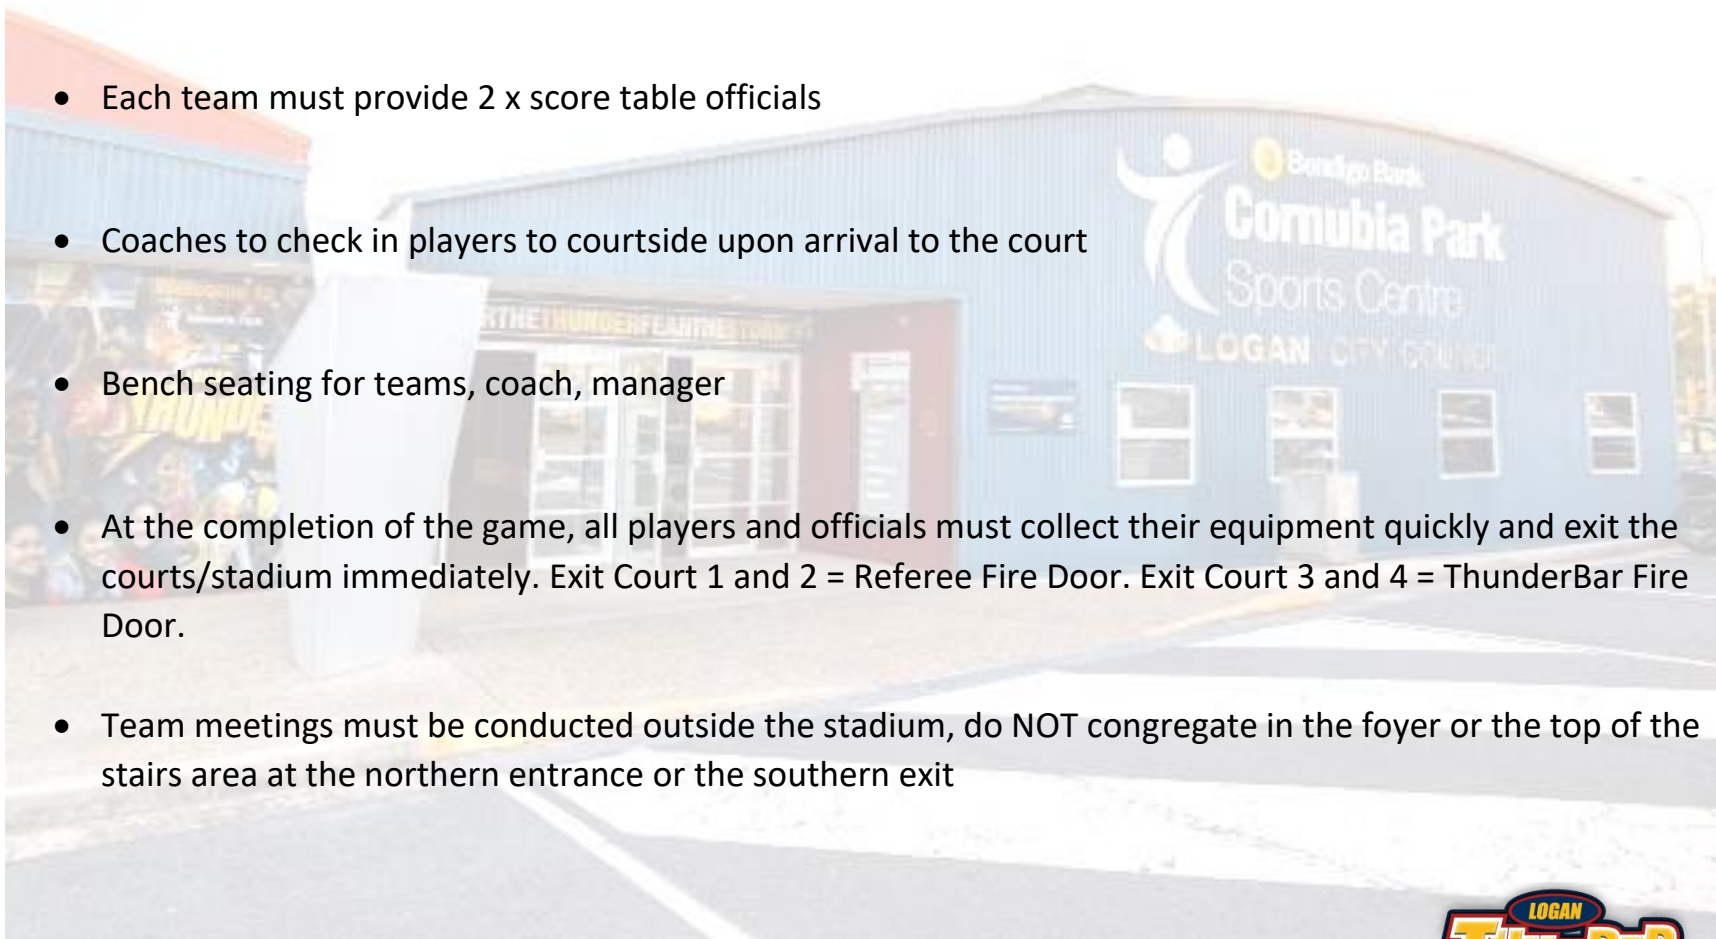 • Each team must provide 2 x score table officials
• Coaches to check in players to courtside upon arrival to the court
• Bench seating for teams, coach, manager
• At the completion of the game, all players and officials must collect their equipment quickly and exit the
courts/stadium immediately. Exit Court 1 and 2 = Referee Fire Door. Exit Court 3 and 4 = ThunderBar Fire
Door.
• Team meetings must be conducted outside the stadium, do NOT congregate in the foyer or the top of the
stairs area at the northern entrance or the southern exit
Bendigo Bank
Cornubia Park
Sports Centre
LOGAN CITY COUNCIL
LOGAN